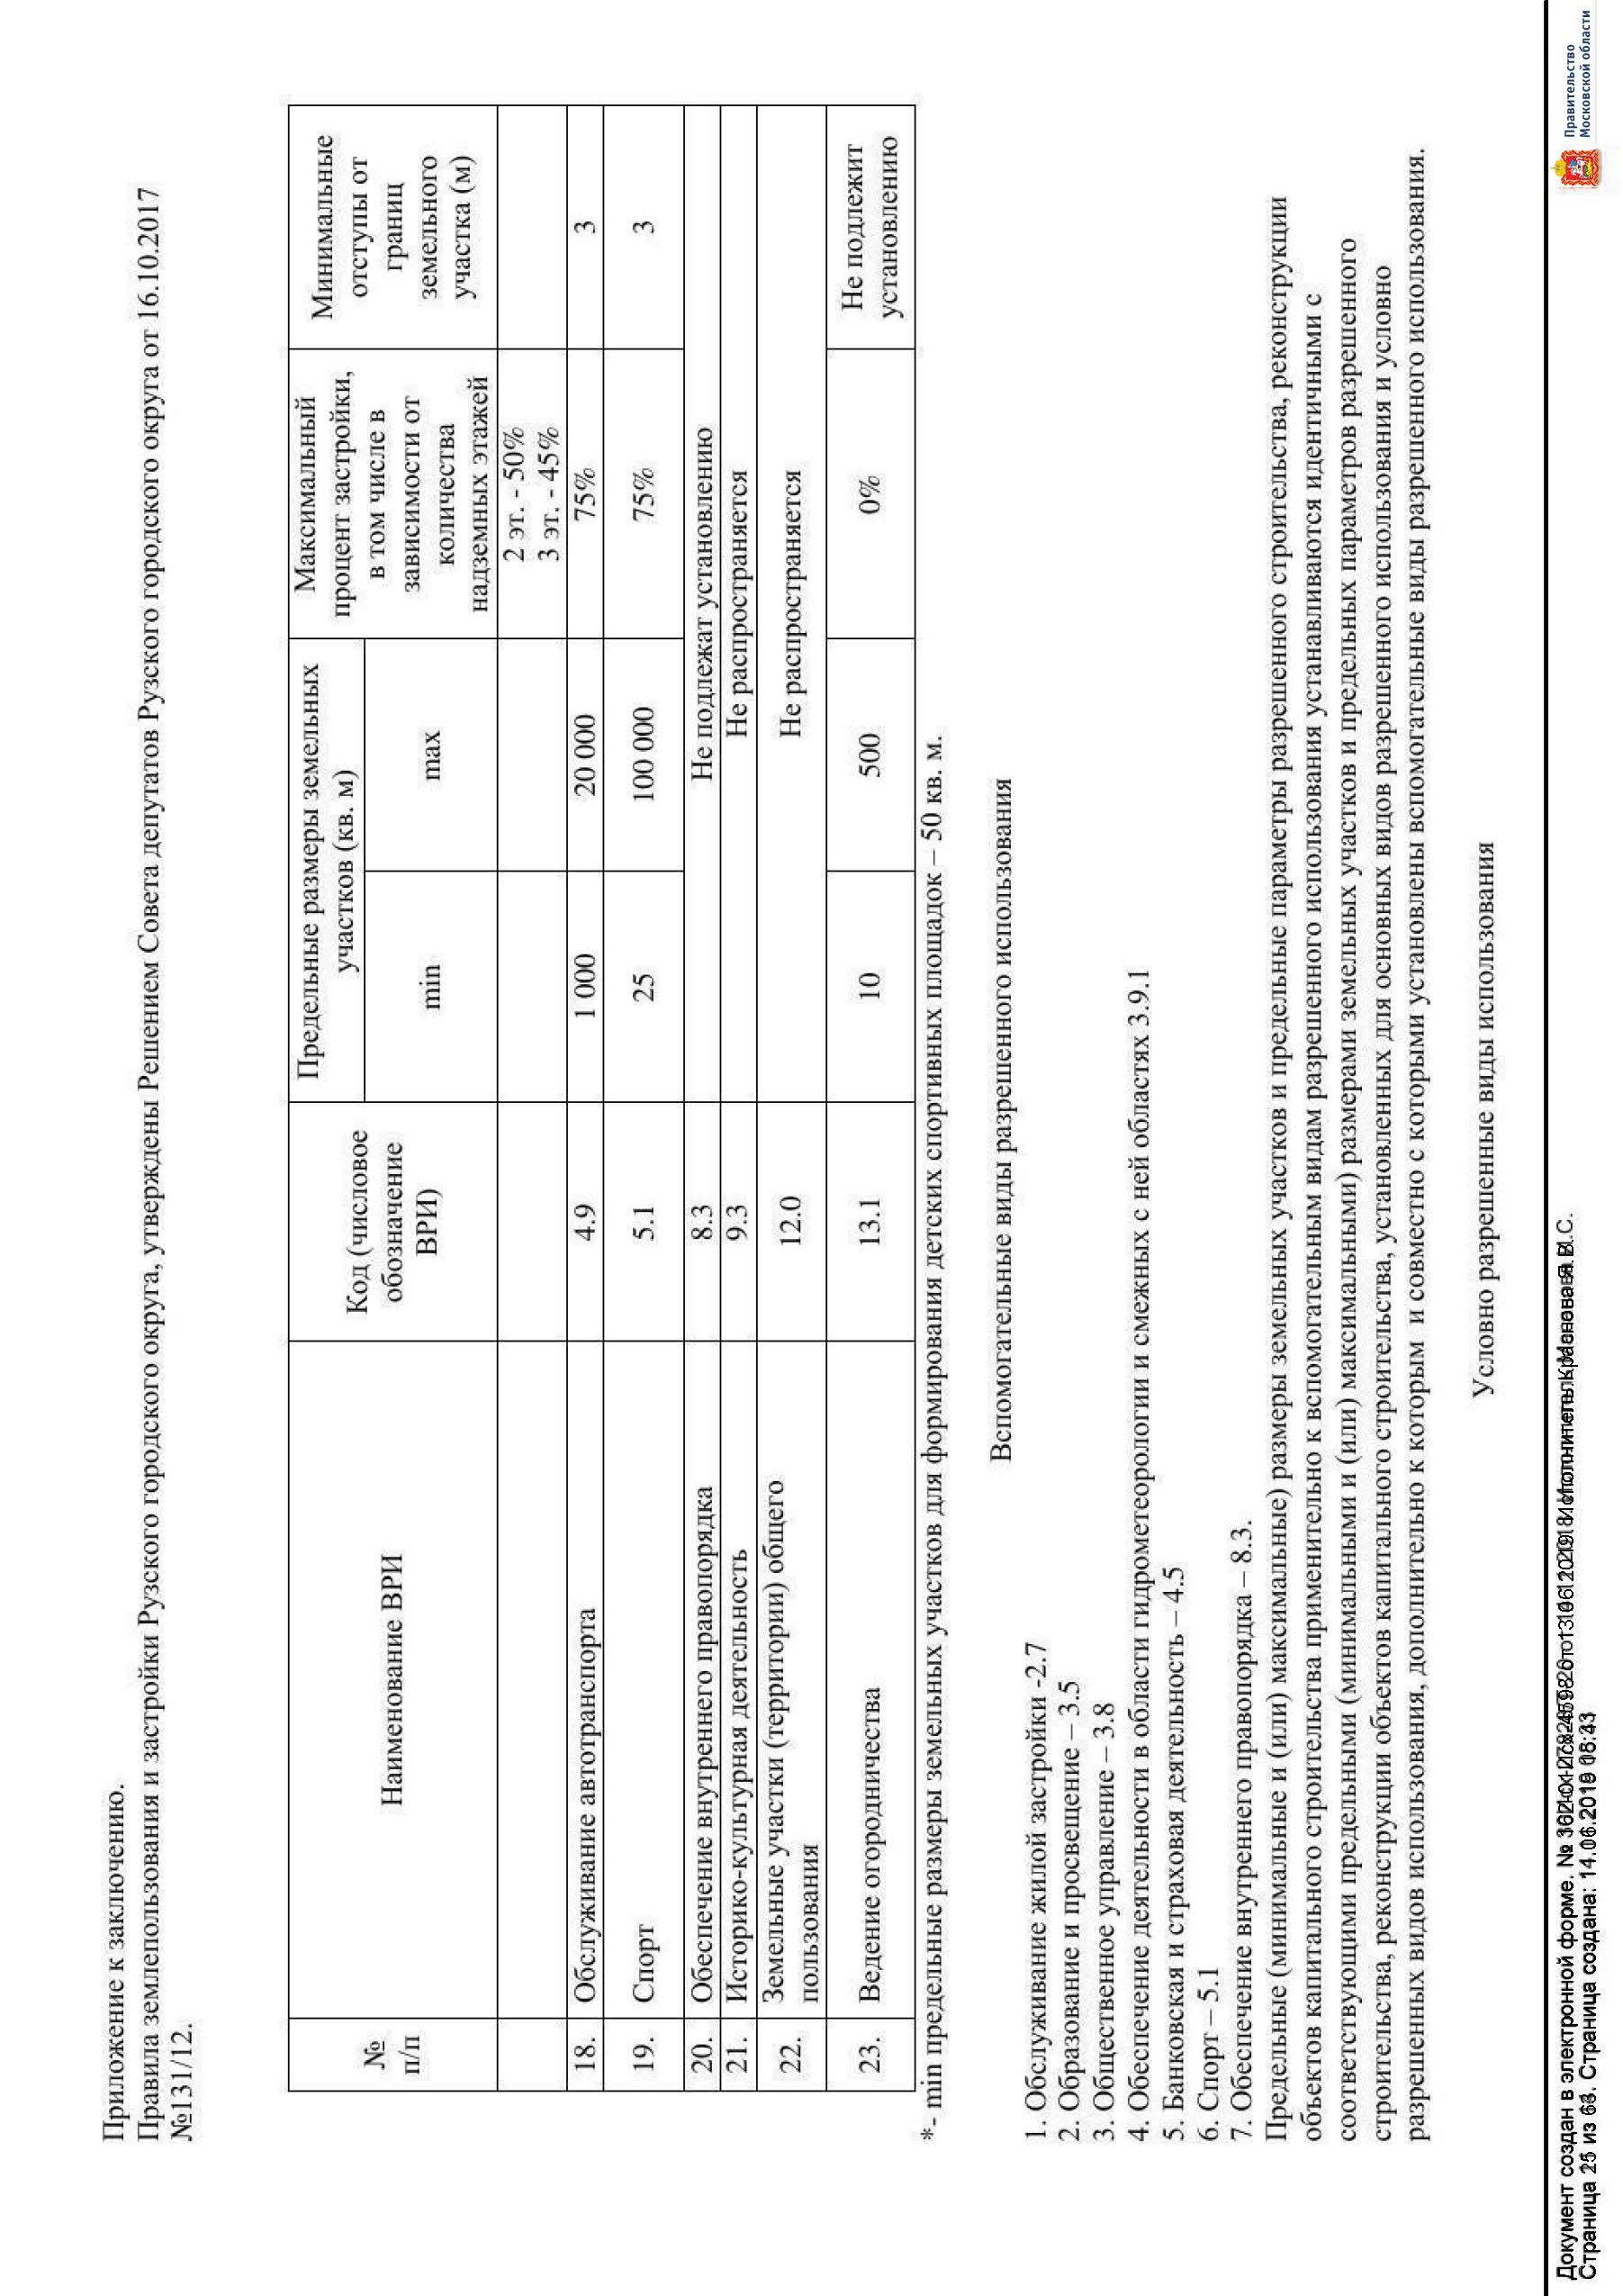 Приложение к заключению.
Правила землепользования и застройки Рузского городского округа, утверждены Решением Совета депутатов Рузского городского округа от 16.10.2017
№131/12.
№
п/п
Наименование ВРИ
Код (числовое
обозначение
ВРИ)
Предельные размеры земельных
участков (кв. м)
min
max
Максимальный
процент застройки,
в том числе в
зависимости от
количества
надземных этажей
Минимальные
отступы от
границ
земельного
участка (м)
2 эт. - 50%
3 эт. - 45%
18. Обслуживание автотранспорта 4.9 1 000 20 000 75% 3
19. Спорт 5.1 25 100 000 75% 3
20. Обеспечение внутреннего правопорядка 8.3 Не подлежат установлению
21. Историко-культурная деятельность 9.3 Не распространяется
22. Земельные участки (территории) общего
пользования 12.0 Не распространяется
23. Ведение огородничества 13.1 10 500 0% Не подлежит
установлению
*- min предельные размеры земельных участков для формирования детских спортивных площадок – 50 кв. м.
Вспомогательные виды разрешенного использования
1. Обслуживание жилой застройки -2.7
2. Образование и просвещение – 3.5
3. Общественное управление – 3.8
4. Обеспечение деятельности в области гидрометеорологии и смежных с ней областях 3.9.1
5. Банковская и страховая деятельность – 4.5
6. Спорт – 5.1
7. Обеспечение внутреннего правопорядка – 8.3.
Предельные (минимальные и (или) максимальные) размеры земельных участков и предельные параметры разрешенного строительства, реконструкции
объектов капитального строительства применительно к вспомогательным видам разрешенного использования устанавливаются идентичными с
соответствующими предельными (минимальными и (или) максимальными) размерами земельных участков и предельных параметров разрешенного
строительства, реконструкции объектов капитального строительства, установленных для основных видов разрешенного использования и условно
разрешенных видов использования, дополнительно к которым и совместно с которыми установлены вспомогательные виды разрешенного использования.
Условно разрешенные виды использования
Документ создан в электронной форме. №
Страница из Страница создана: 14.06.2019
Правительство
Московской области